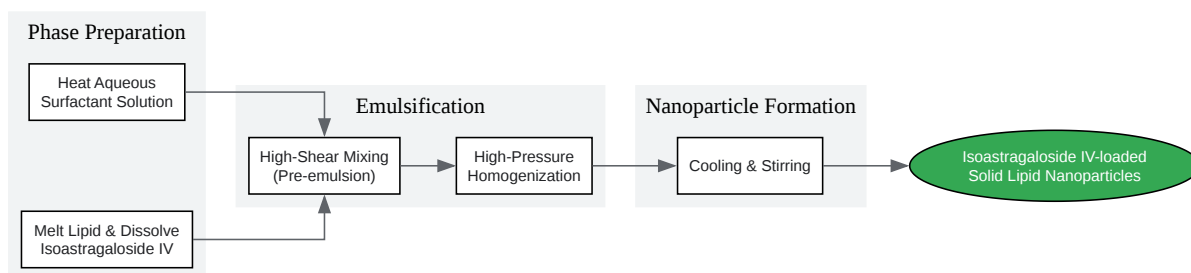 Phase Preparation
Heat Aqueous
Surfactant Solution
Melt Lipid & Dissolve
Isoastragaloside IV
Emulsification
High-Shear Mixing
(Pre-emulsion)
High-Pressure
Homogenization
Nanoparticle Formation
Cooling & Stirring
Isoastragaloside IV-loaded
Solid Lipid Nanoparticles